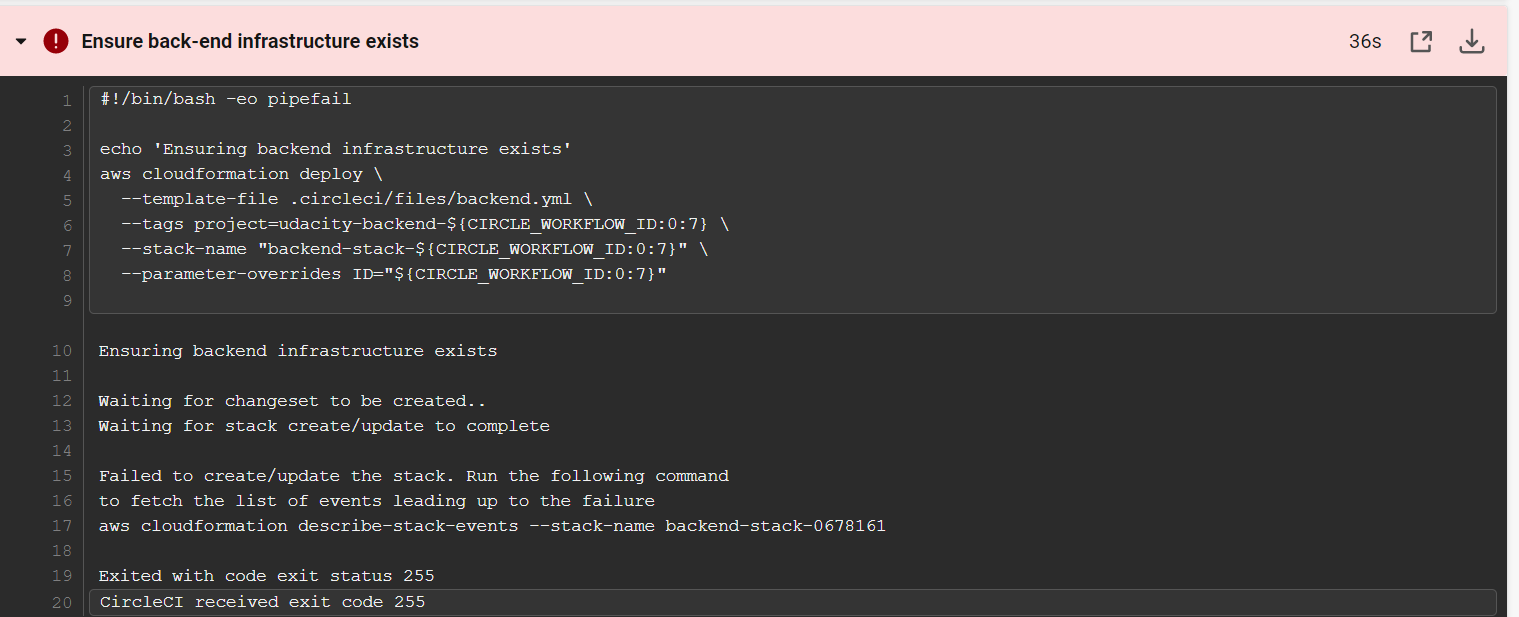 Ensure back-end infrastructure exists 36s
1 #!/bin/bash -eo pipefail
2
3 echo 'Ensuring backend infrastructure exists'
4 aws cloudformation deploy \
5   --template-file .circleci/files/backend.yml \
6   --tags project=udacity-backend-${CIRCLE_WORKFLOW_ID:0:7} \
7   --stack-name "backend-stack-${CIRCLE_WORKFLOW_ID:0:7}" \
8   --parameter-overrides ID="${CIRCLE_WORKFLOW_ID:0:7}"
9
10 Ensuring backend infrastructure exists
11
12 Waiting for changeset to be created..
13 Waiting for stack create/update to complete
14
15 Failed to create/update the stack. Run the following command
16 to fetch the list of events leading up to the failure
17 aws cloudformation describe-stack-events --stack-name backend-stack-0678161
18
19 Exited with code exit status 255
20 CircleCI received exit code 255